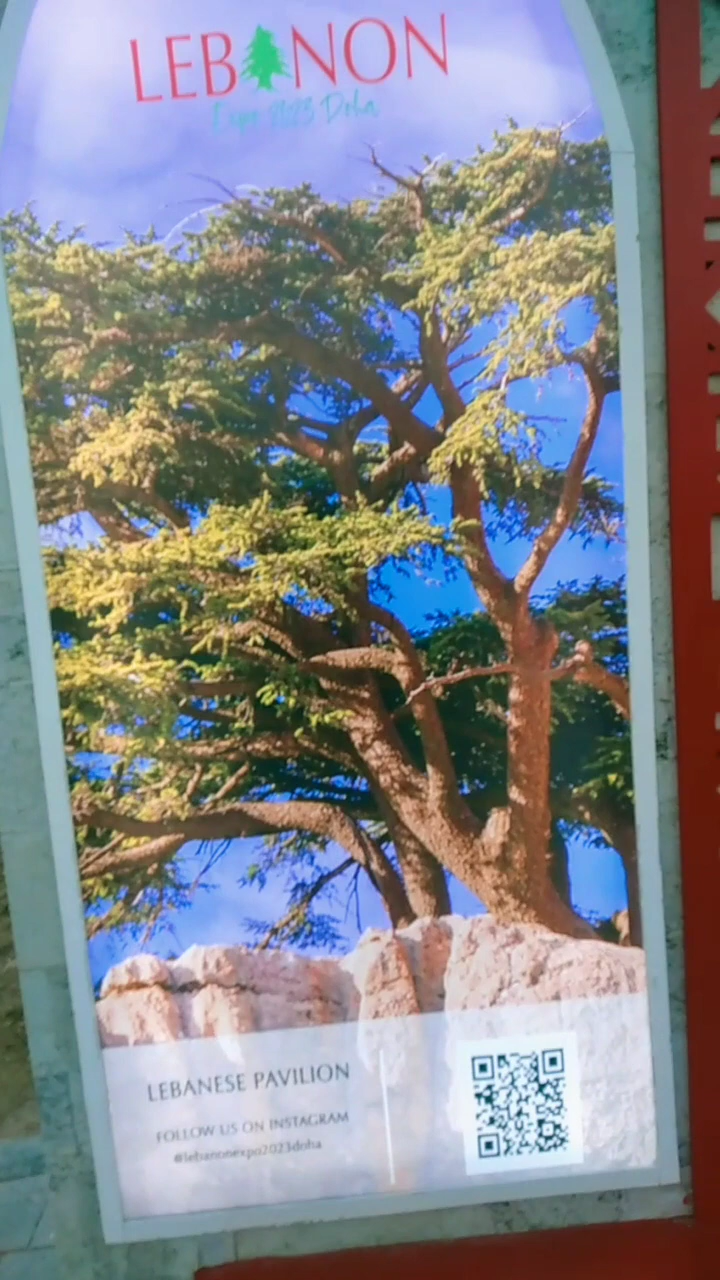 LEBANON
Expo 2023 Doha
LEBANESE PAVILION
FOLLOW US ON INSTAGRAM
#lebanonexpo2023doha